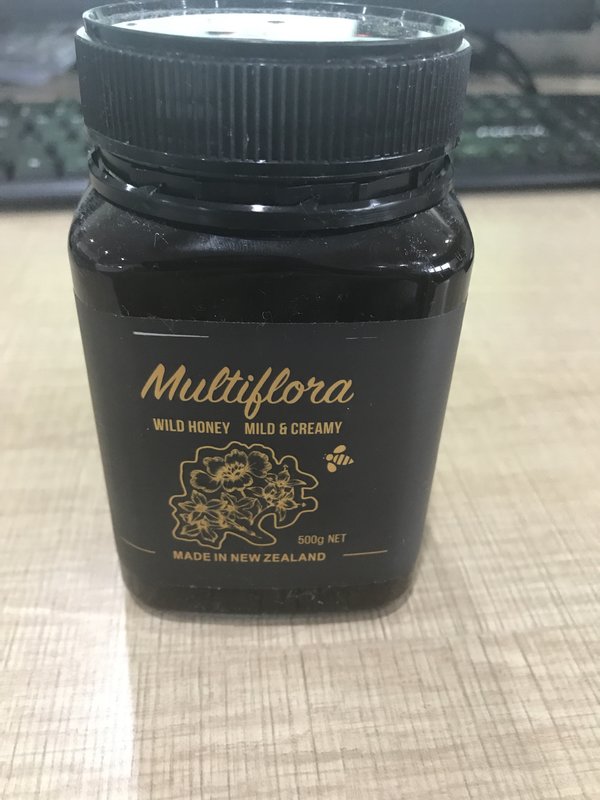 Multiflora
WILD HONEY MILD & CREAMY
500g NET
MADE IN NEW ZEALAND